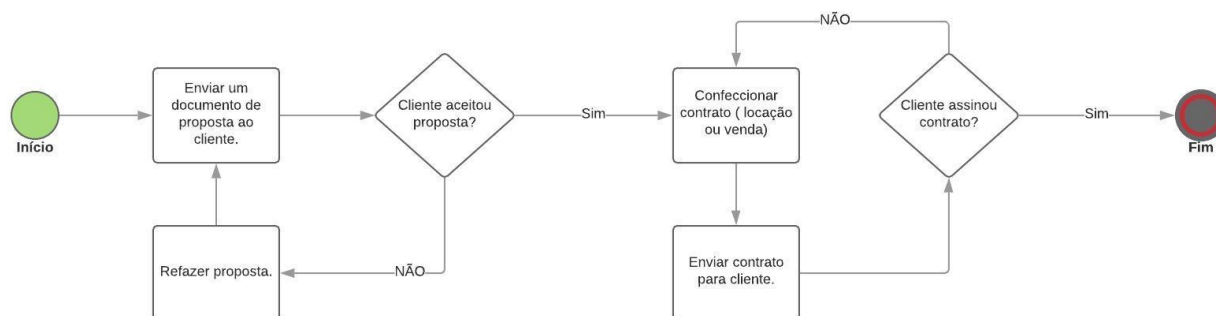 Início
Enviar um
documento de
proposta ao
cliente.
Cliente aceitou
proposta?
Sim
NÃO
Refazer proposta.
Confeccionar
contrato ( locação
ou venda)
Enviar contrato
para cliente.
Cliente assinou
contrato?
NÃO
Sim
Fim